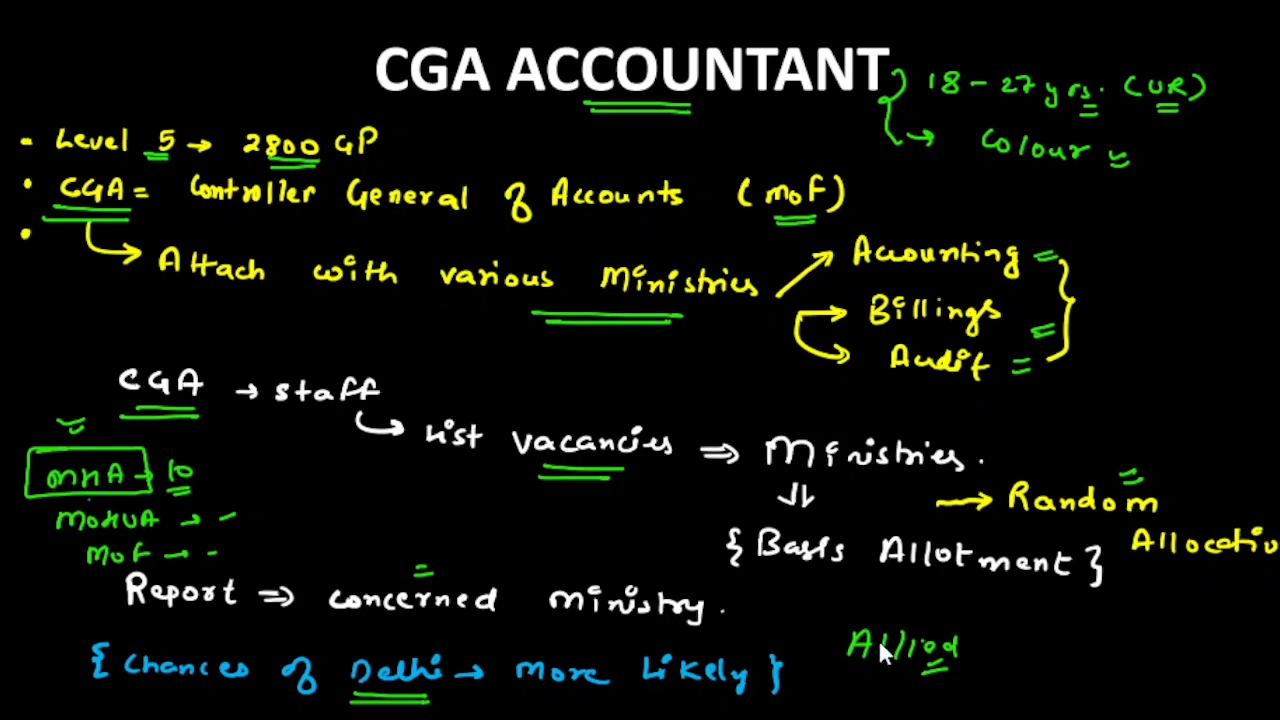 CGA ACCOUNTANT
18 - 27 yrs. (UR)
→ Colour
• Level 5 → 2800 GP
• CGA = Controller General of Accounts (MoF)
• → Attach with various Ministries
Accounting
Billings
Audit
CGA → staff
List vacancies ⇒ Ministries.
MHA → 10
MoHUA → -
MoF → -
→ Random Allocatio
{ Basis Allotment }
Report ⇒ concerned ministry.
{ Chances of Delhi → More Likely }
Allied